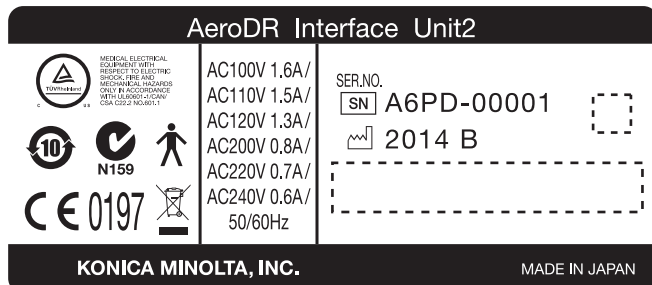 AeroDR Interface Unit2
TÜVRheinland
C US
MEDICAL ELECTRICAL
EQUIPMENT WITH
RESPECT TO ELECTRIC
SHOCK, FIRE AND
MECHANICAL HAZARDS
ONLY IN ACCORDANCE
WITH UL60601-1/CAN/
CSA C22.2 NO.601.1
10
N159
CE 0197
AC100V 1.6A/
AC110V 1.5A/
AC120V 1.3A/
AC200V 0.8A/
AC220V 0.7A/
AC240V 0.6A/
50/60Hz
SER.NO.
SN A6PD-00001
2014 B
KONICA MINOLTA, INC.
MADE IN JAPAN